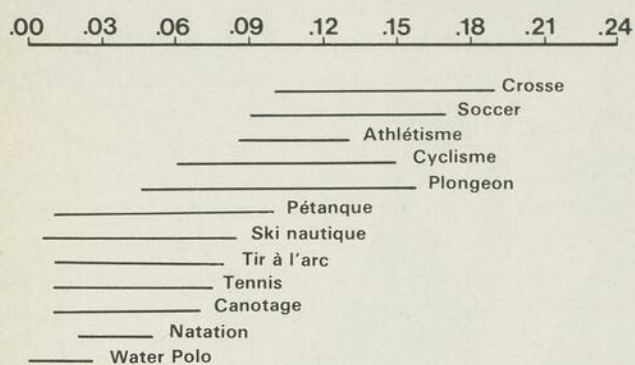 .00 .03 .06 .09 .12 .15 .18 .21 .24
Crosse
Soccer
Athlétisme
Cyclisme
Plongeon
Pétanque
Ski nautique
Tir à l'arc
Tennis
Canotage
Natation
Water Polo